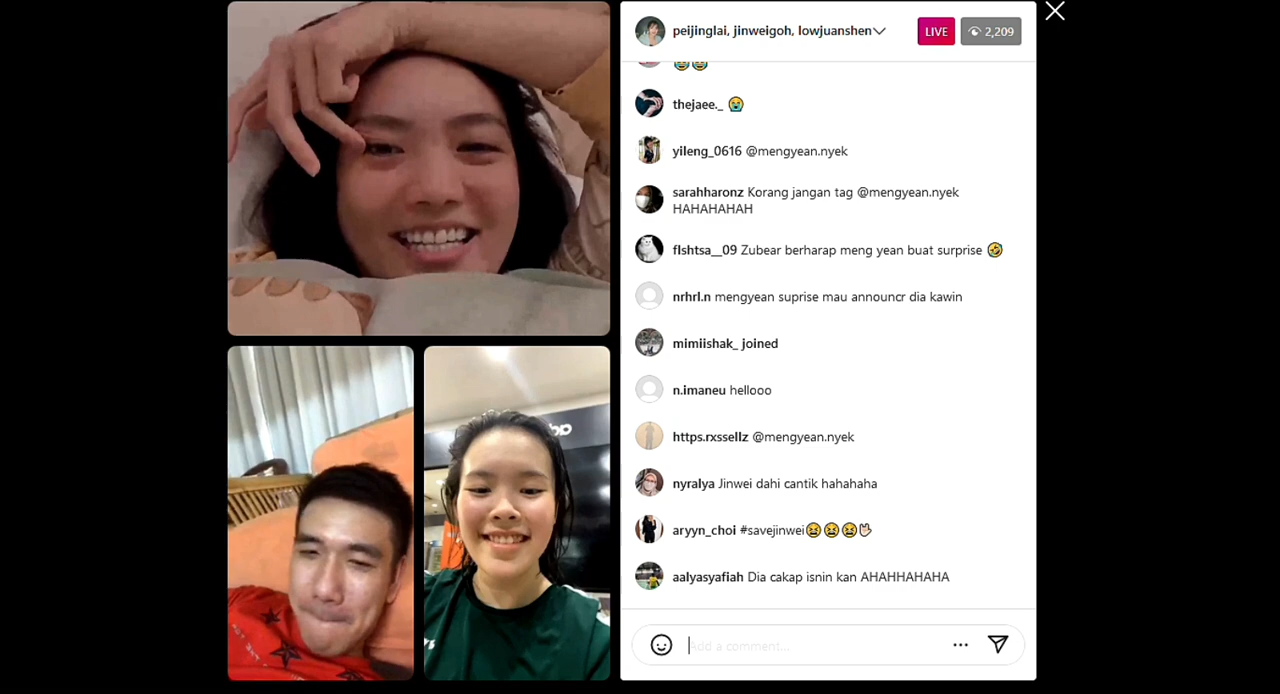 peijinglai, jinweigoh, lowjuanshen
LIVE
2,209
😭😭
thejaee._ 😭
yileng_0616 @mengyean.nyek
sarahharonz Korang jangan tag @mengyean.nyek
HAHAHAHAH
flshtsa__09 Zubear berharap meng yean buat surprise 🤣
nrhrl.n mengyean suprise mau announcr dia kawin
mimiishak_ joined
n.imaneu hellooo
https.rxssellz @mengyean.nyek
nyralya Jinwei dahi cantik hahahaha
aryyn_choi #savejinwei😆😆😆🤟🏻
aalyasyafiah Dia cakap isnin kan AHAHHAHAHA
Add a comment...